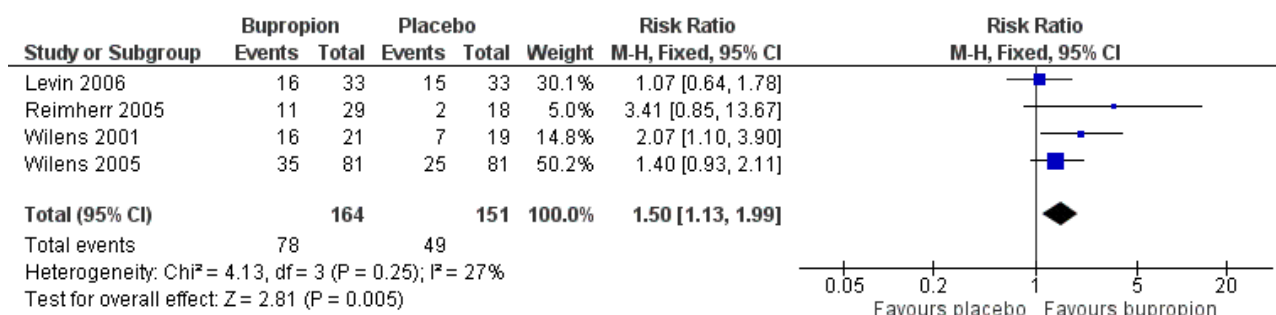 Bupropion Placebo Risk Ratio Risk Ratio
Study or Subgroup Events Total Events Total Weight M-H, Fixed, 95% CI M-H, Fixed, 95% CI
Levin 2006 16 33 15 33 30.1% 1.07 [0.64, 1.78]
Reimherr 2005 11 29 2 18 5.0% 3.41 [0.85, 13.67]
Wilens 2001 16 21 7 19 14.8% 2.07 [1.10, 3.90]
Wilens 2005 35 81 25 81 50.2% 1.40 [0.93, 2.11]
Total (95% CI) 164 151 100.0% 1.50 [1.13, 1.99]
Total events 78 49
Heterogeneity: Chi² = 4.13, df = 3 (P = 0.25); I² = 27%
Test for overall effect: Z = 2.81 (P = 0.005)
0.05 0.2 1 5 20
Favours placebo Favours bupropion